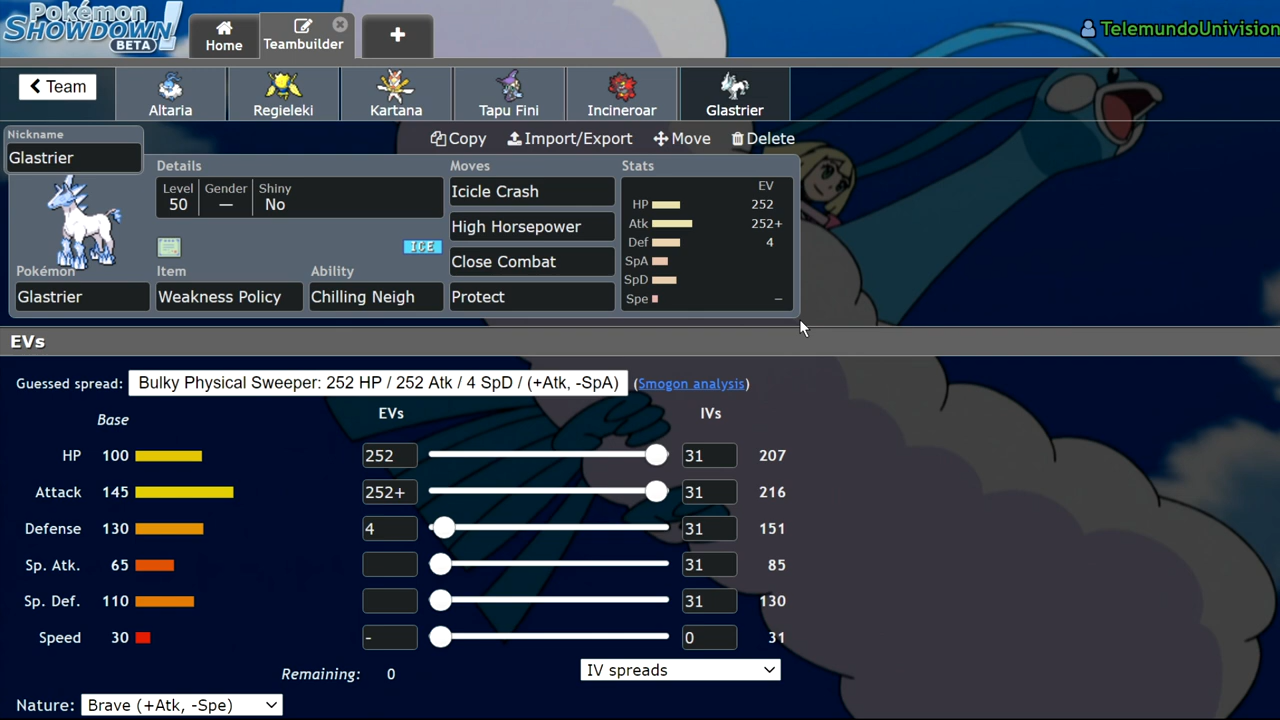 Pokémon
SHOWDOWN!
BETA
Home
Teambuilder
+
TelemundoUnivision
Team
Altaria
Regieleki
Kartana
Tapu Fini
Incineroar
Glastrier
Copy
Import/Export
Move
Delete
Nickname
Glastrier
Details
Level
50
Gender
—
Shiny
No
ICE
Pokémon
Glastrier
Item
Weakness Policy
Ability
Chilling Neigh
Moves
Icicle Crash
High Horsepower
Close Combat
Protect
Stats
EV
HP 252
Atk 252+
Def 4
SpA
SpD
Spe –
EVs
Guessed spread: Bulky Physical Sweeper: 252 HP / 252 Atk / 4 SpD / (+Atk, -SpA) (Smogon analysis)
Base EVs IVs
HP 100 252 31 207
Attack 145 252+ 31 216
Defense 130 4 31 151
Sp. Atk. 65 31 85
Sp. Def. 110 31 130
Speed 30 - 0 31
Remaining: 0
IV spreads
Nature: Brave (+Atk, -Spe)